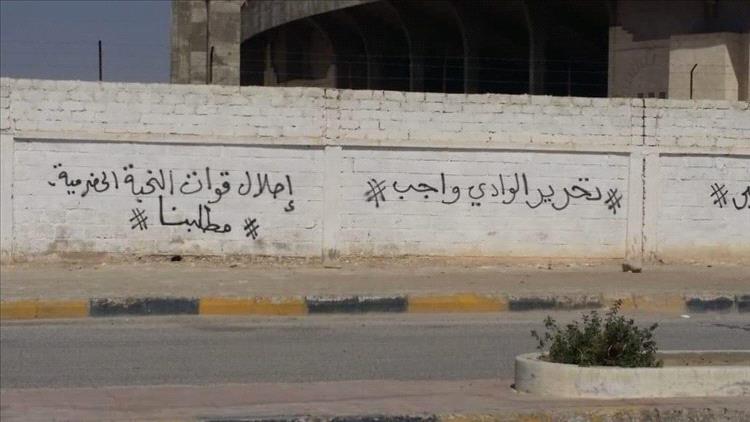 #تحرير الوادي واجب#
إحلال قوات النخبة الحضرمية.
#مطلبنا#